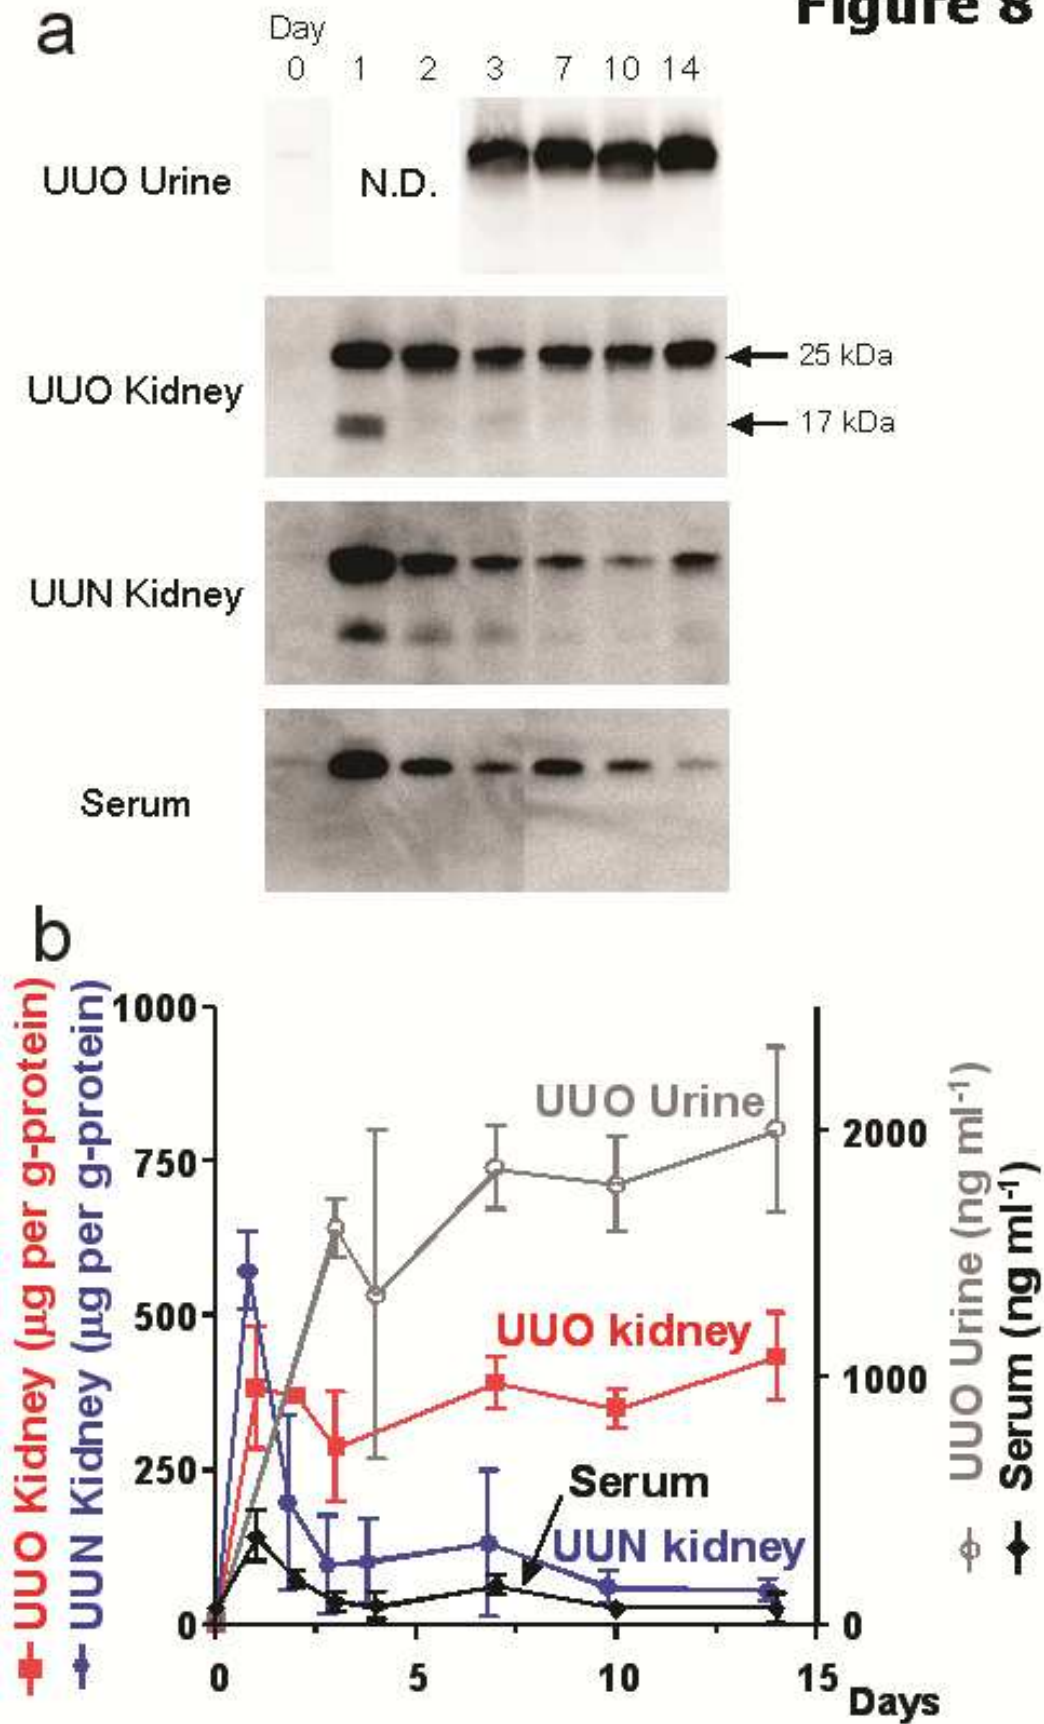 Figure 8
a
Day
0 1 2 3 7 10 14
UUO Urine
N.D.
UUO Kidney
25 kDa
17 kDa
UUN Kidney
Serum
b
UUO Kidney (µg per g-protein)
UUN Kidney (µg per g-protein)
1000
750
500
250
0
UUO Urine
UUO kidney
Serum
UUN kidney
2000
1000
0
UUO Urine (ng ml-1)
Serum (ng ml-1)
0 5 10 15
Days